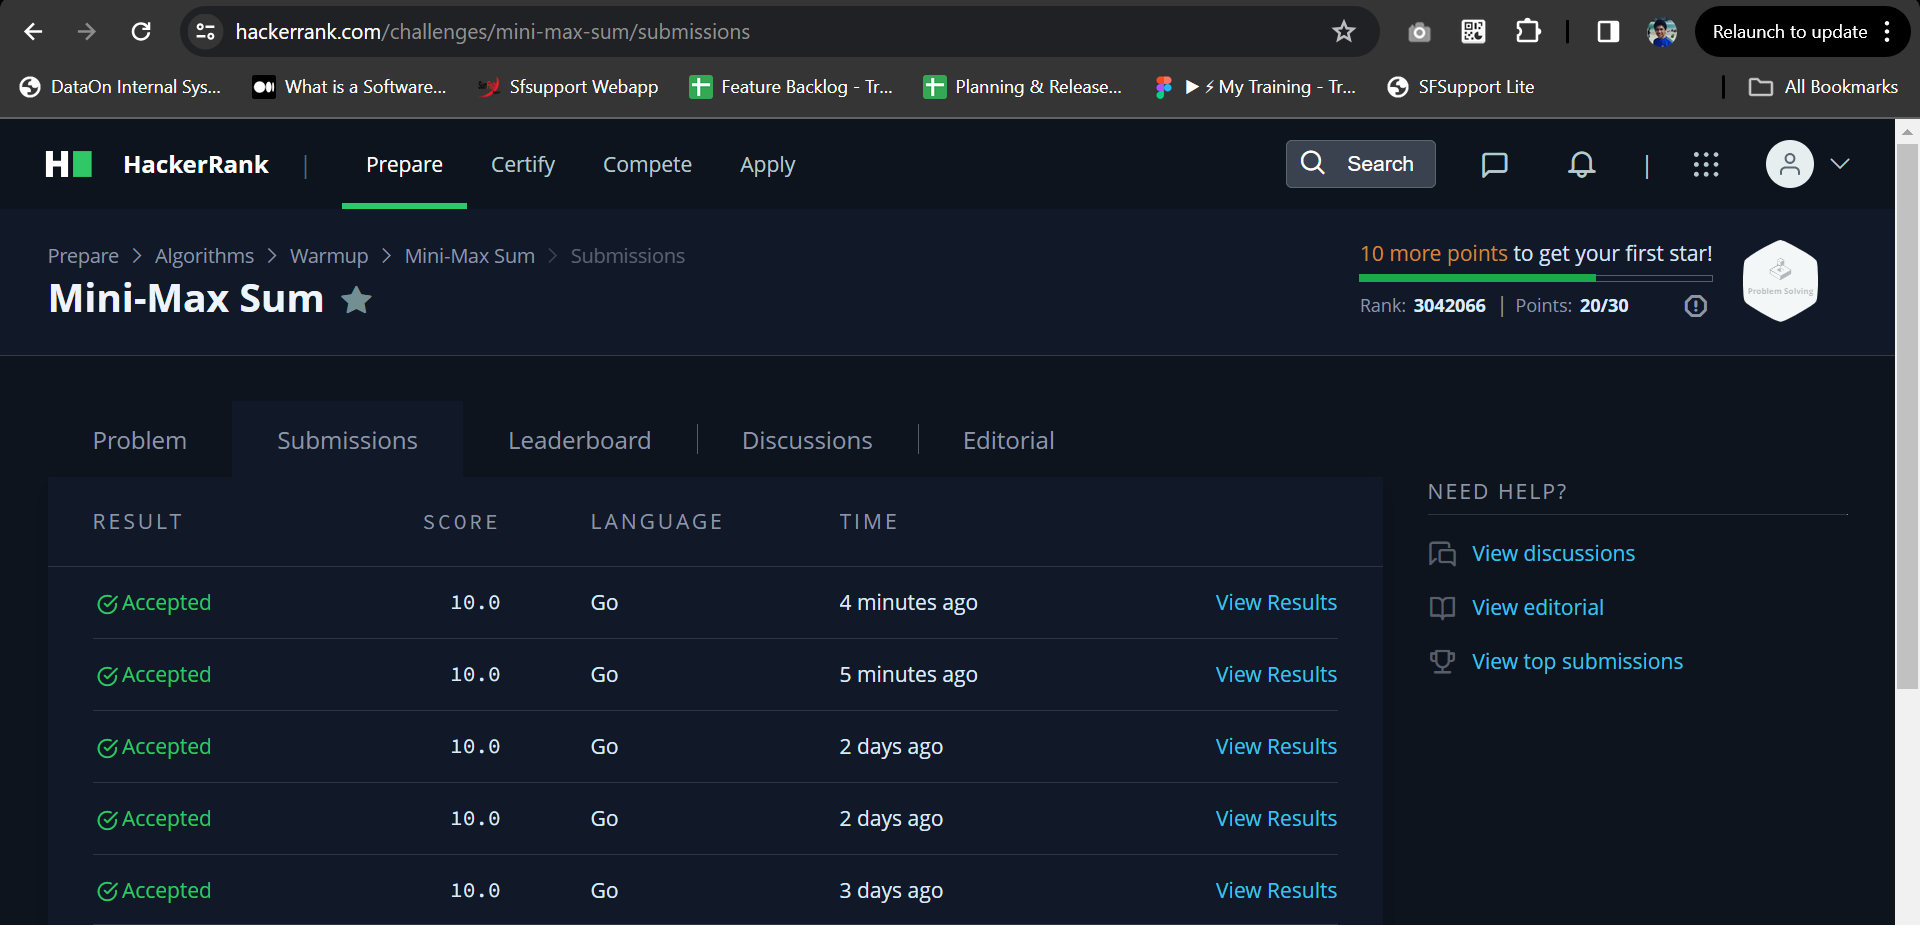 hackerrank.com/challenges/mini-max-sum/submissions
Relaunch to update
DataOn Internal Sys...
What is a Software...
Sfsupport Webapp
Feature Backlog - Tr...
Planning & Release...
▶⚡My Training - Tr...
SFSupport Lite
All Bookmarks
H
HackerRank
|
Prepare
Certify
Compete
Apply
Search
Prepare > Algorithms > Warmup > Mini-Max Sum > Submissions
Mini-Max Sum
10 more points to get your first star!
Rank: 3042066 | Points: 20/30
Problem Solving
Problem
Submissions
Leaderboard
Discussions
Editorial
RESULT SCORE LANGUAGE TIME
Accepted 10.0 Go 4 minutes ago View Results
Accepted 10.0 Go 5 minutes ago View Results
Accepted 10.0 Go 2 days ago View Results
Accepted 10.0 Go 2 days ago View Results
Accepted 10.0 Go 3 days ago View Results
NEED HELP?
View discussions
View editorial
View top submissions